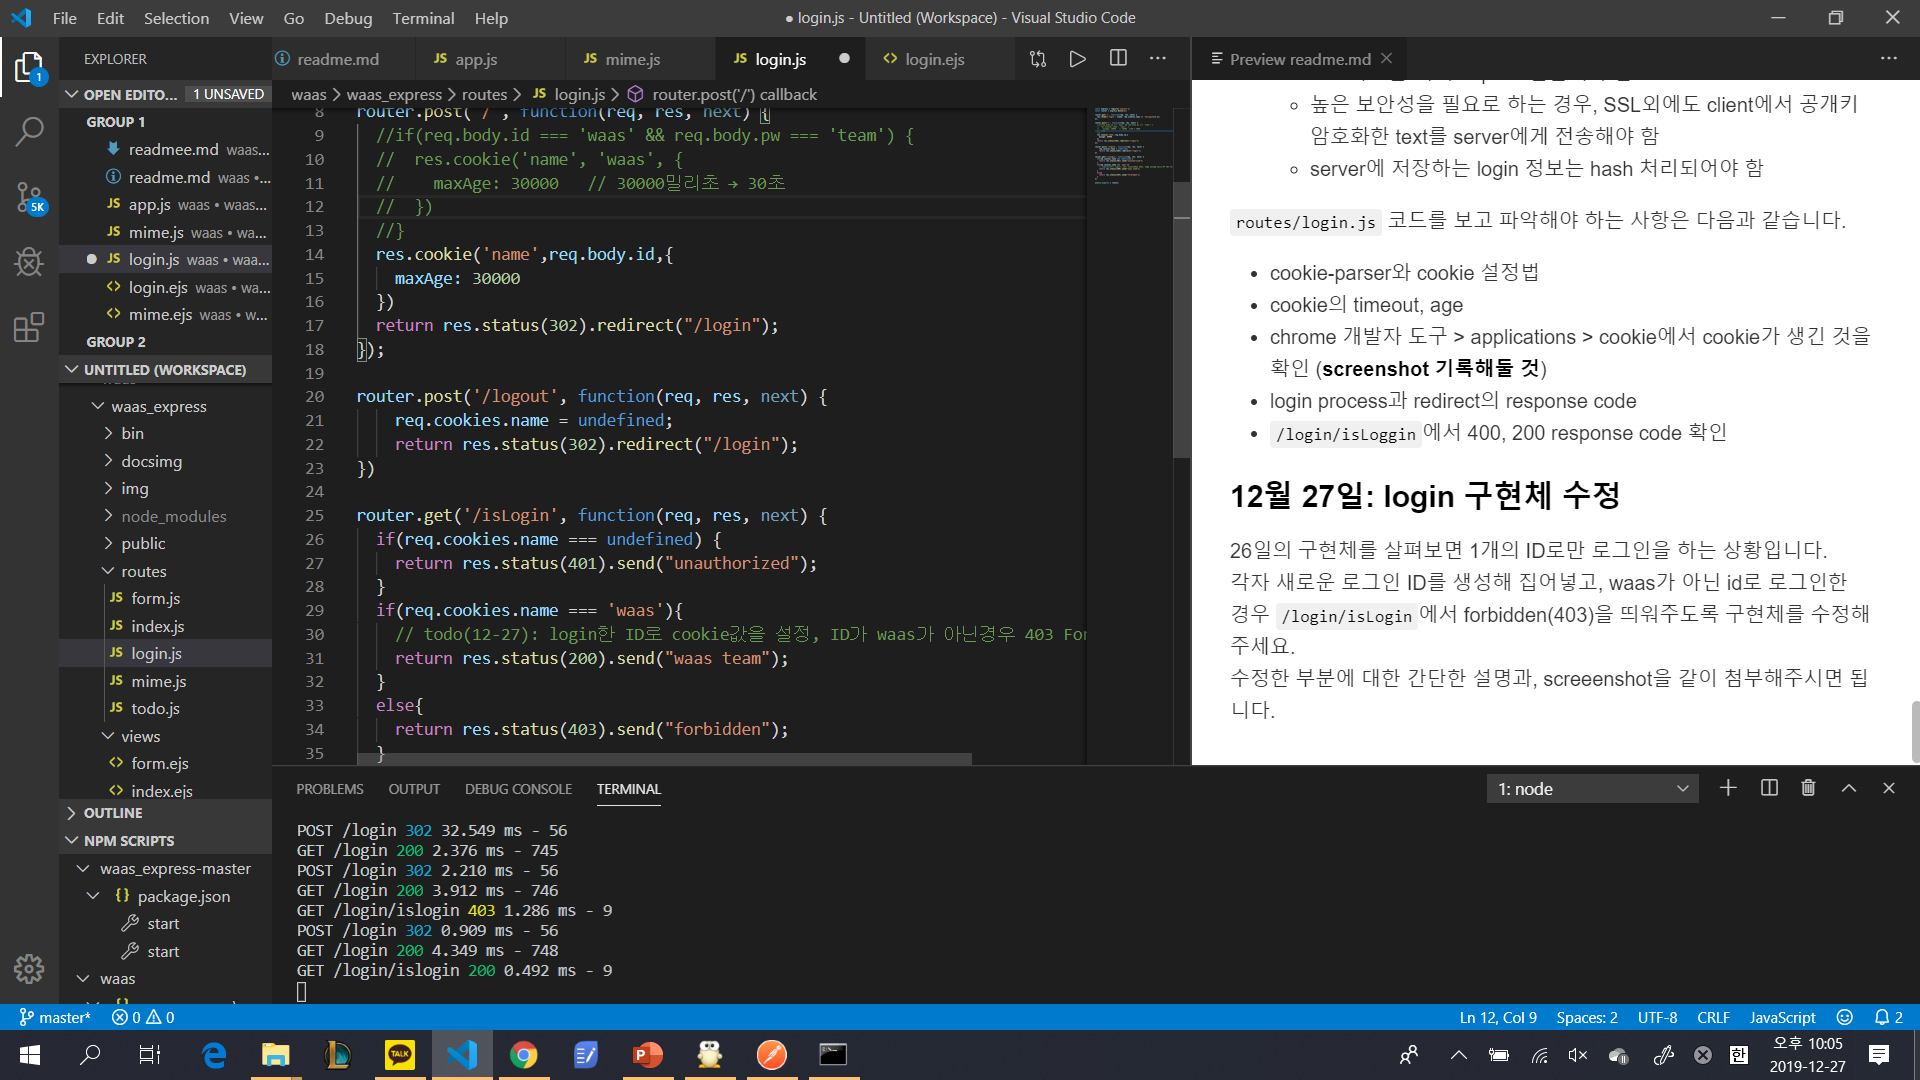 File Edit Selection View Go Debug Terminal Help
● login.js - Untitled (Workspace) - Visual Studio Code
EXPLORER
OPEN EDITO... 1 UNSAVED
GROUP 1
readmee.md waas...
readme.md waas •...
JS app.js waas • waas...
JS mime.js waas • wa...
JS login.js waas • waa...
<> login.ejs waas • wa...
<> mime.ejs waas • w...
GROUP 2
UNTITLED (WORKSPACE)
waas_express
bin
docsimg
img
node_modules
public
routes
JS form.js
JS index.js
JS login.js
JS mime.js
JS todo.js
views
<> form.ejs
<> index.ejs
OUTLINE
NPM SCRIPTS
waas_express-master
{} package.json
start
start
waas
1
5K
readme.md JS app.js JS mime.js JS login.js <> login.ejs
waas > waas_express > routes > JS login.js > router.post('/') callback
8 router.post('/', function(req, res, next) {
9 //if(req.body.id === 'waas' && req.body.pw === 'team') {
10 // res.cookie('name', 'waas', {
11 // maxAge: 30000 // 30000밀리초 → 30초
12 // })
13 //}
14 res.cookie('name',req.body.id,{
15 maxAge: 30000
16 })
17 return res.status(302).redirect("/login");
18 });
19
20 router.post('/logout', function(req, res, next) {
21 req.cookies.name = undefined;
22 return res.status(302).redirect("/login");
23 })
24
25 router.get('/isLogin', function(req, res, next) {
26 if(req.cookies.name === undefined) {
27 return res.status(401).send("unauthorized");
28 }
29 if(req.cookies.name === 'waas'){
30 // todo(12-27): login한 ID로 cookie값을 설정, ID가 waas가 아닌경우 403 For
31 return res.status(200).send("waas team");
32 }
33 else{
34 return res.status(403).send("forbidden");
35 }
Preview readme.md
높은 보안성을 필요로 하는 경우, SSL외에도 client에서 공개키
암호화한 text를 server에게 전송해야 함
server에 저장하는 login 정보는 hash 처리되어야 함
routes/login.js 코드를 보고 파악해야 하는 사항은 다음과 같습니다.
cookie-parser와 cookie 설정법
cookie의 timeout, age
chrome 개발자 도구 > applications > cookie에서 cookie가 생긴 것을
확인 (screenshot 기록해둘 것)
login process과 redirect의 response code
/login/isLoggin에서 400, 200 response code 확인
12월 27일: login 구현체 수정
26일의 구현체를 살펴보면 1개의 ID로만 로그인을 하는 상황입니다.
각자 새로운 로그인 ID를 생성해 집어넣고, waas가 아닌 id로 로그인한
경우 /login/isLogin에서 forbidden(403)을 띄워주도록 구현체를 수정해
주세요.
수정한 부분에 대한 간단한 설명과, screeenshot을 같이 첨부해주시면 됩
니다.
PROBLEMS OUTPUT DEBUG CONSOLE TERMINAL
1: node
POST /login 302 32.549 ms - 56
GET /login 200 2.376 ms - 745
POST /login 302 2.210 ms - 56
GET /login 200 3.912 ms - 746
GET /login/islogin 403 1.286 ms - 9
POST /login 302 0.909 ms - 56
GET /login 200 4.349 ms - 748
GET /login/islogin 200 0.492 ms - 9
master* 0 0
Ln 12, Col 9 Spaces: 2 UTF-8 CRLF JavaScript 2
TALK
한
오후 10:05
2019-12-27